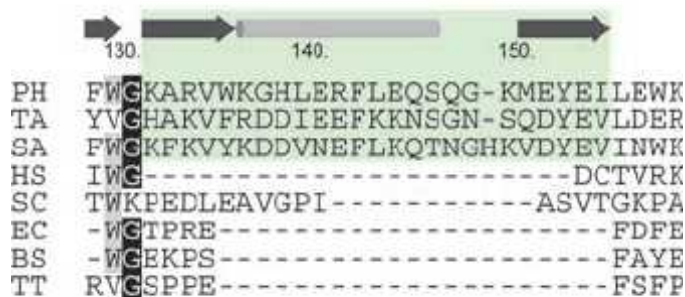 130. 140. 150.
PH FWGKARVWKGHLERFLEQSQG-KMEYEILEWK
TA YVGHAKVFRDDIEEFKKNSGN-SQDYEVLDER
SA FWGKFKVYKDDVNEFLKQTNGHKVDYEVINWK
HS IWG-----------------------DCTVRK
SC TWKPEDLEAVGPI-----------ASVTGKPA
EC -WGTPRE---------------------FDFE
BS -WGEKPS---------------------FAYE
TT RVGSPPE---------------------FSFP